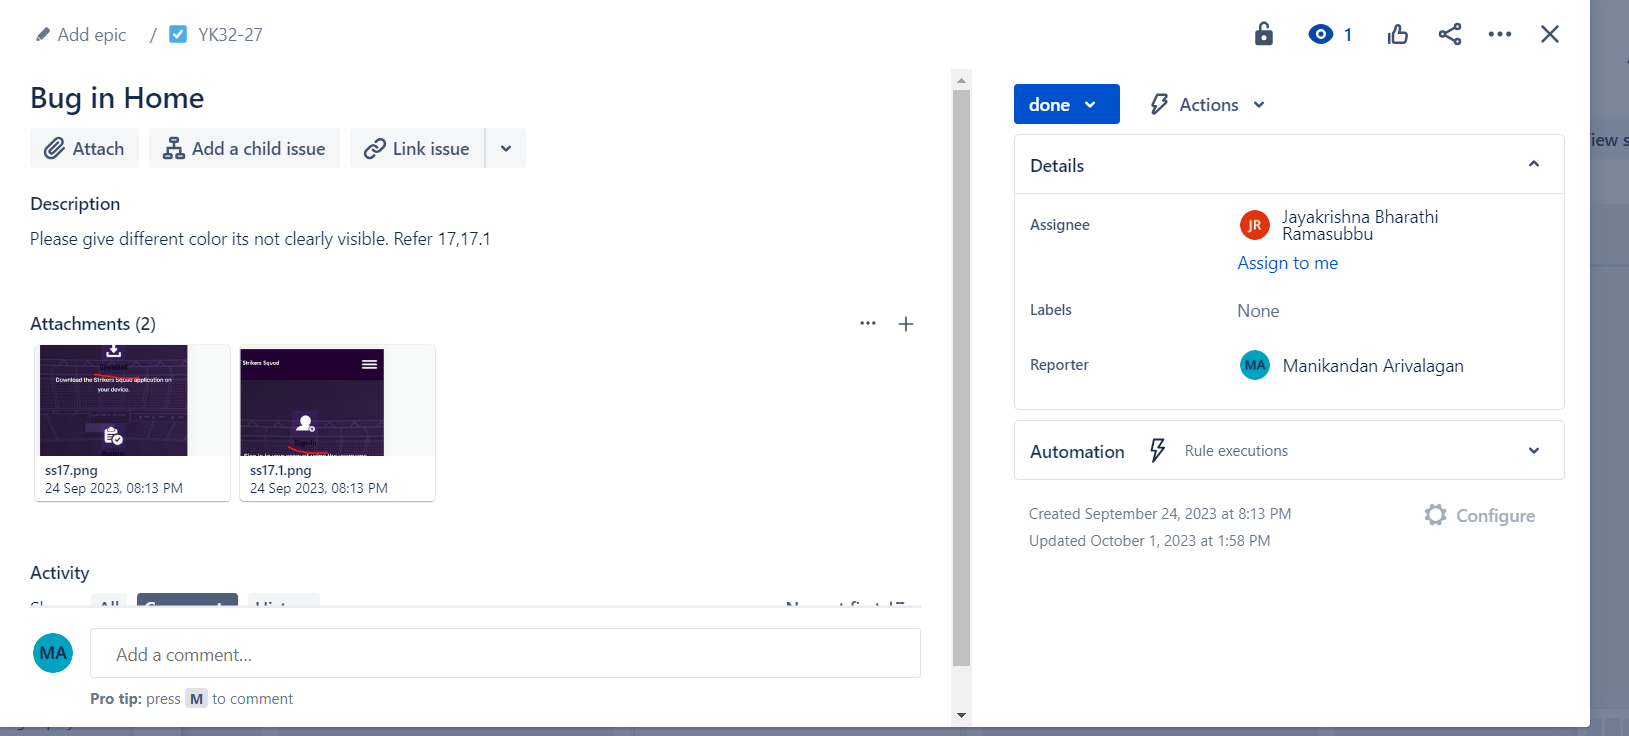 Add epic / YK32-27
1
Bug in Home
Attach
Add a child issue
Link issue
Description
Please give different color its not clearly visible. Refer 17,17.1
Attachments (2)
Download
Download the Strikers Squad application on
your device.
ss17.png
24 Sep 2023, 08:13 PM
Strikers Squad
Sign-In
ss17.1.png
24 Sep 2023, 08:13 PM
Activity
All
MA
Add a comment...
Pro tip: press M to comment
done
Actions
Details
Assignee
JR
Jayakrishna Bharathi
Ramasubbu
Assign to me
Labels
None
Reporter
MA
Manikandan Arivalagan
Automation
Rule executions
Created September 24, 2023 at 8:13 PM
Configure
Updated October 1, 2023 at 1:58 PM